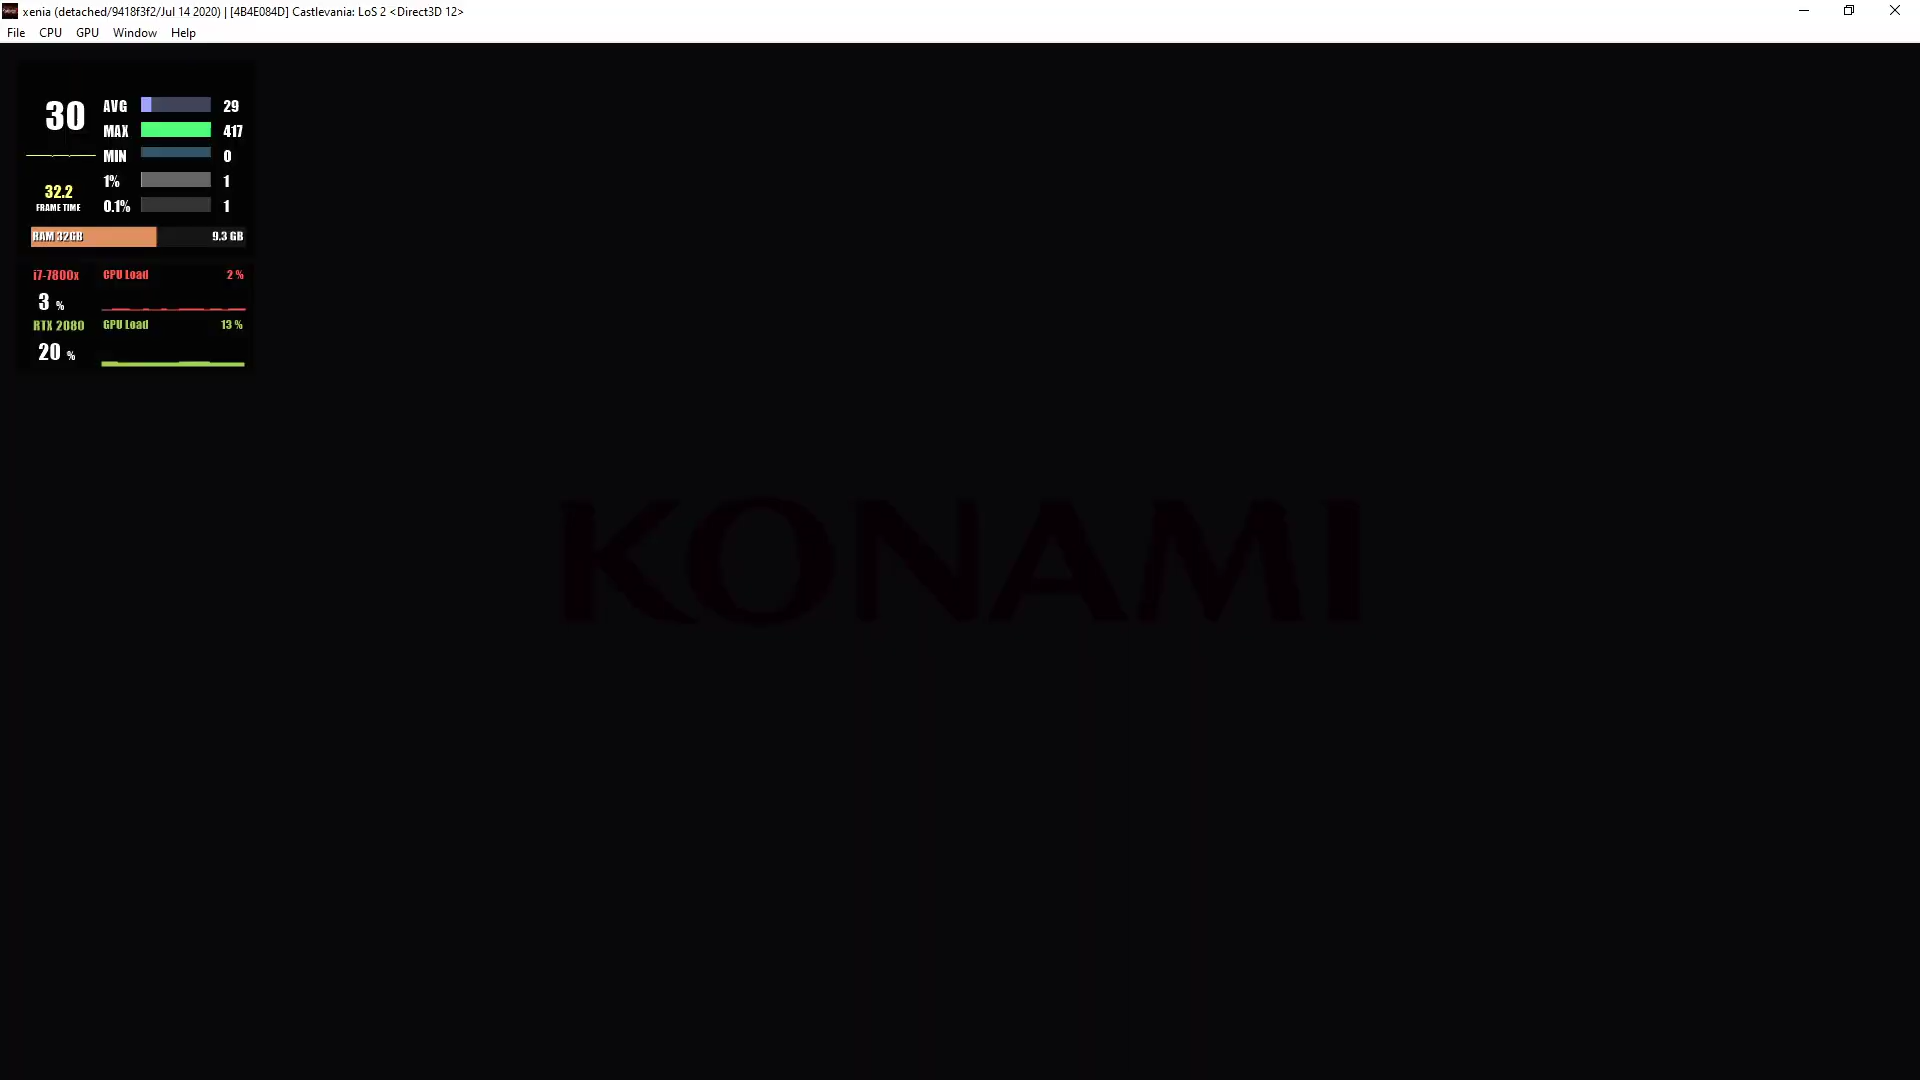 xenia (detached/9418f3f2/Jul 14 2020) | [4B4E084D] Castlevania: LoS 2 <Direct3D 12>
File CPU GPU Window Help
30
AVG 29
MAX 417
MIN 0
1% 1
0.1% 1
32.2
FRAME TIME
RAM 32GB 9.3 GB
i7-7800x CPU Load 2 %
3 %
RTX 2080 GPU Load 13 %
20 %
KONAMI